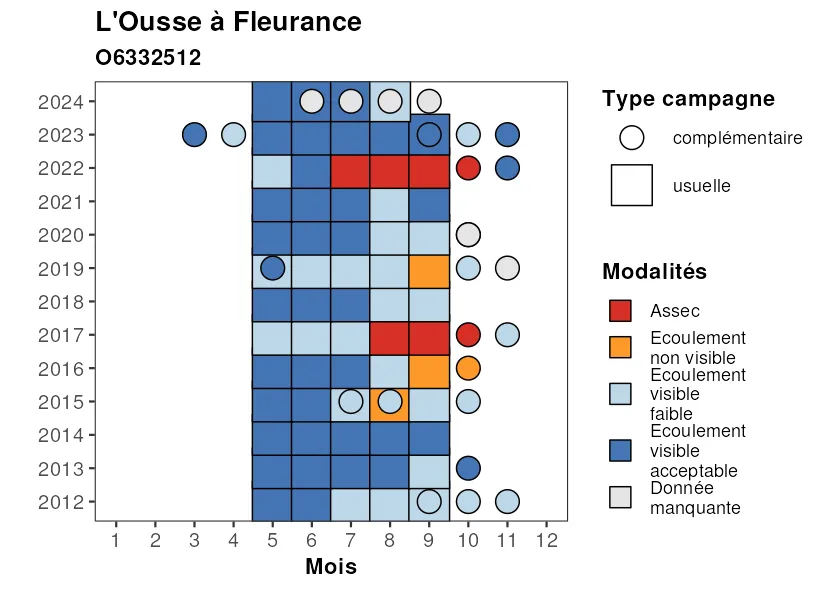 L'Ousse à Fleurance
O6332512
2024
2023
2022
2021
2020
2019
2018
2017
2016
2015
2014
2013
2012
1 2 3 4 5 6 7 8 9 10 11 12
Mois
Type campagne
complémentaire
usuelle
Modalités
Assec
Ecoulement
non visible
Ecoulement
visible
faible
Ecoulement
visible
acceptable
Donnée
manquante